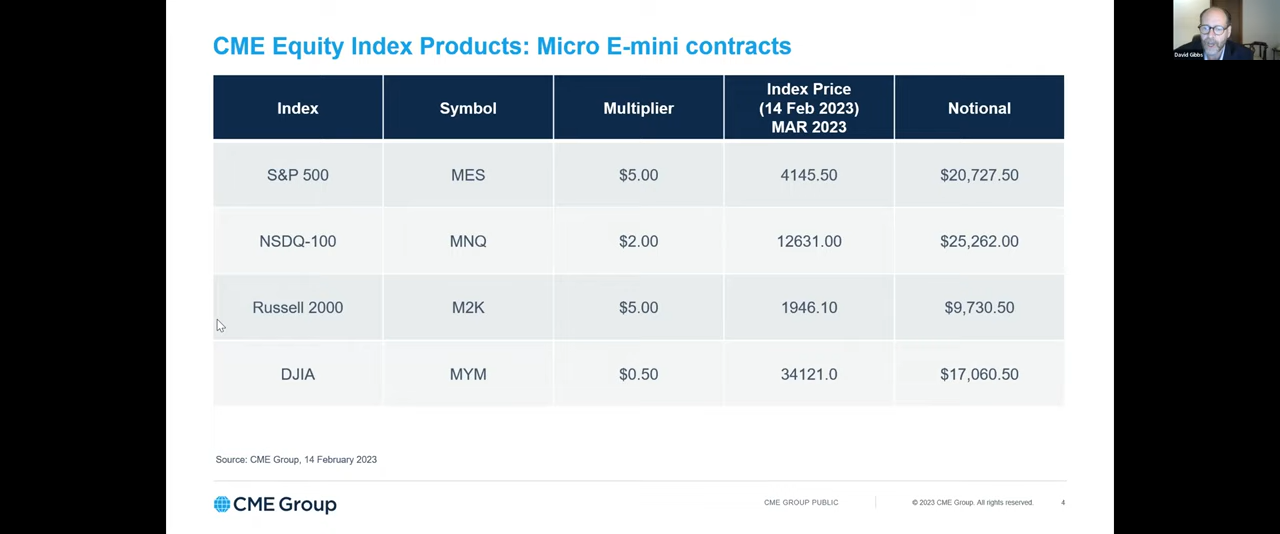 CME Equity Index Products: Micro E-mini contracts
Index Symbol Multiplier Index Price (14 Feb 2023) MAR 2023 Notional
S&P 500 MES $5.00 4145.50 $20,727.50
NSDQ-100 MNQ $2.00 12631.00 $25,262.00
Russell 2000 M2K $5.00 1946.10 $9,730.50
DJIA MYM $0.50 34121.0 $17,060.50
Source: CME Group, 14 February 2023
CME Group CME GROUP PUBLIC © 2023 CME Group. All rights reserved. 4
David Gibbs